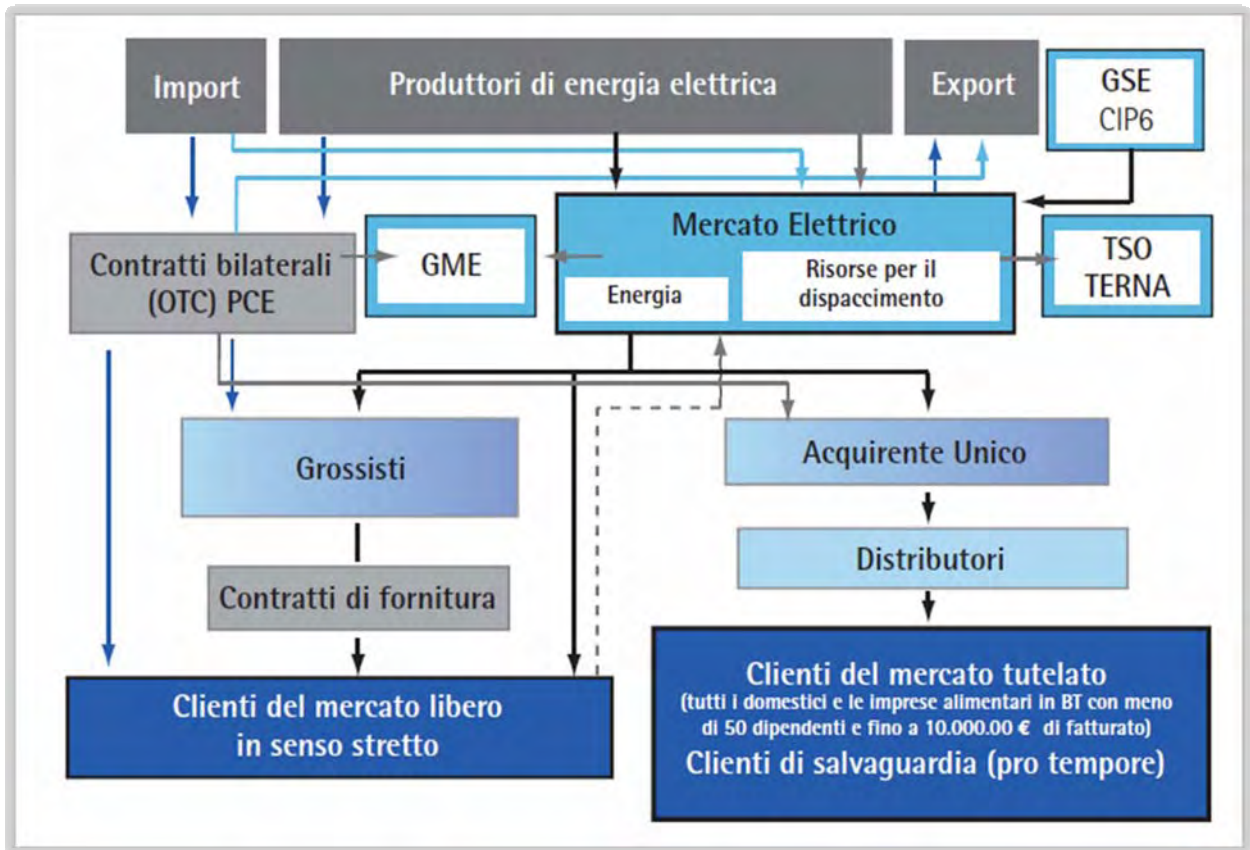 Import
Produttori di energia elettrica
Export
GSE
CIP6
Contratti bilaterali
(OTC) PCE
GME
Mercato Elettrico
Energia
Risorse per il
dispaccimento
TSO
TERNA
Grossisti
Acquirente Unico
Contratti di fornitura
Distributori
Clienti del mercato libero
in senso stretto
Clienti del mercato tutelato
(tutti i domestici e le imprese alimentari in BT con meno
di 50 dipendenti e fino a 10.000.00 € di fatturato)
Clienti di salvaguardia (pro tempore)